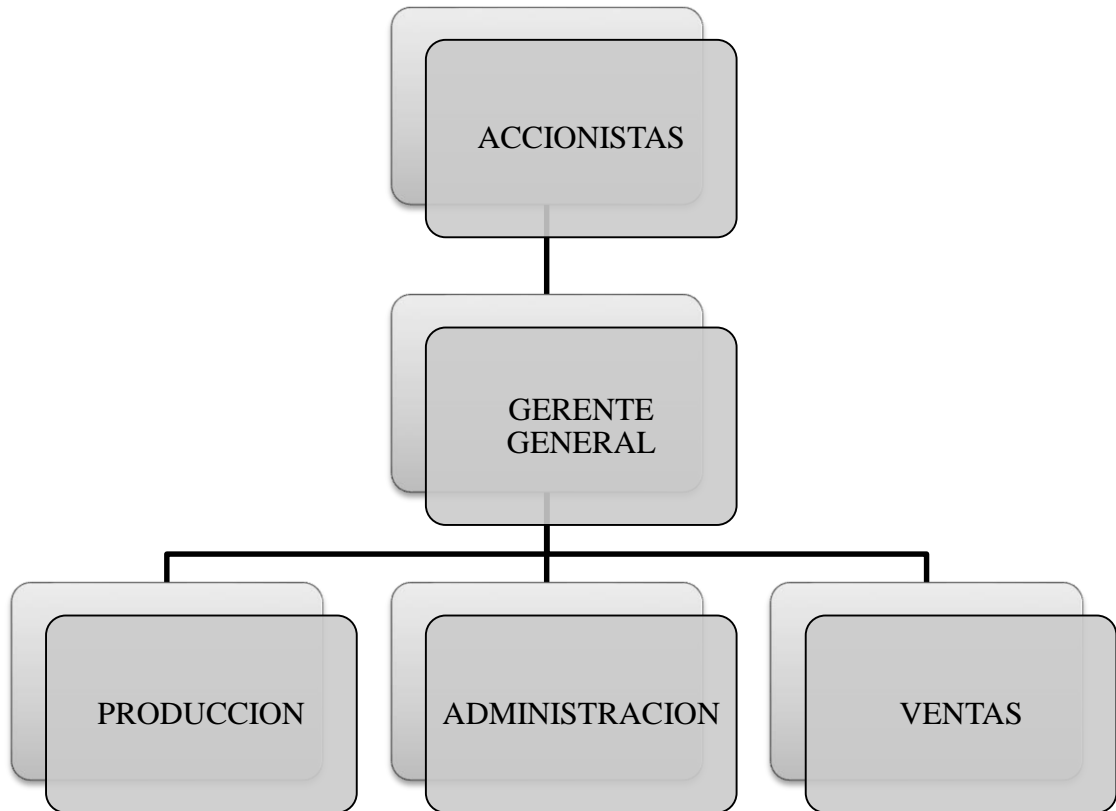 ACCIONISTAS
GERENTE
GENERAL
PRODUCCION
ADMINISTRACION
VENTAS